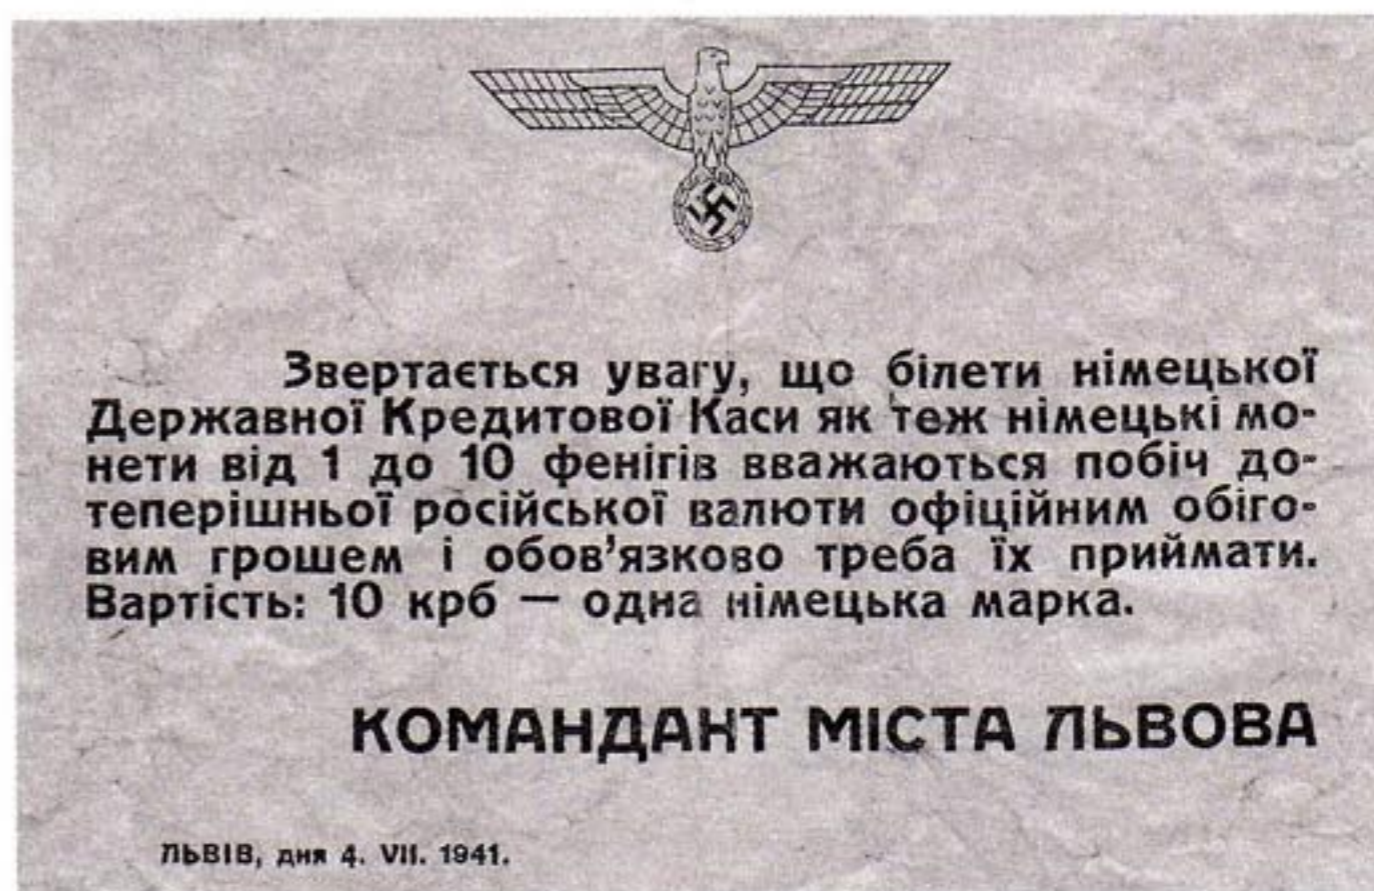 Звертається увагу, що білети німецької
Державної Кредитової Каси як теж німецькі мо-
нети від 1 до 10 феніґів вважаються побіч до-
теперішньої російської валюти офіційним обіго-
вим грошем і обов'язково треба їх приймати.
Вартість: 10 крб — одна німецька марка.
КОМАНДАНТ МІСТА ЛЬВОВА
ЛЬВІВ, дня 4. VII. 1941.